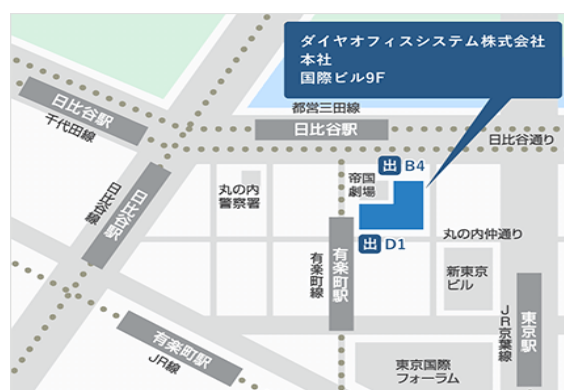 ダイヤオフィスシステム株式会社
本社
国際ビル9F
都営三田線
日比谷駅
日比谷駅
千代田線
日比谷通り
日比谷線
日比谷駅
丸の内
警察署
帝国
劇場
出 B4
出 D1
丸の内仲通り
有楽町線
有楽町駅
新東京
ビル
JR京葉線
東京駅
有楽町駅
JR線
東京国際
フォーラム